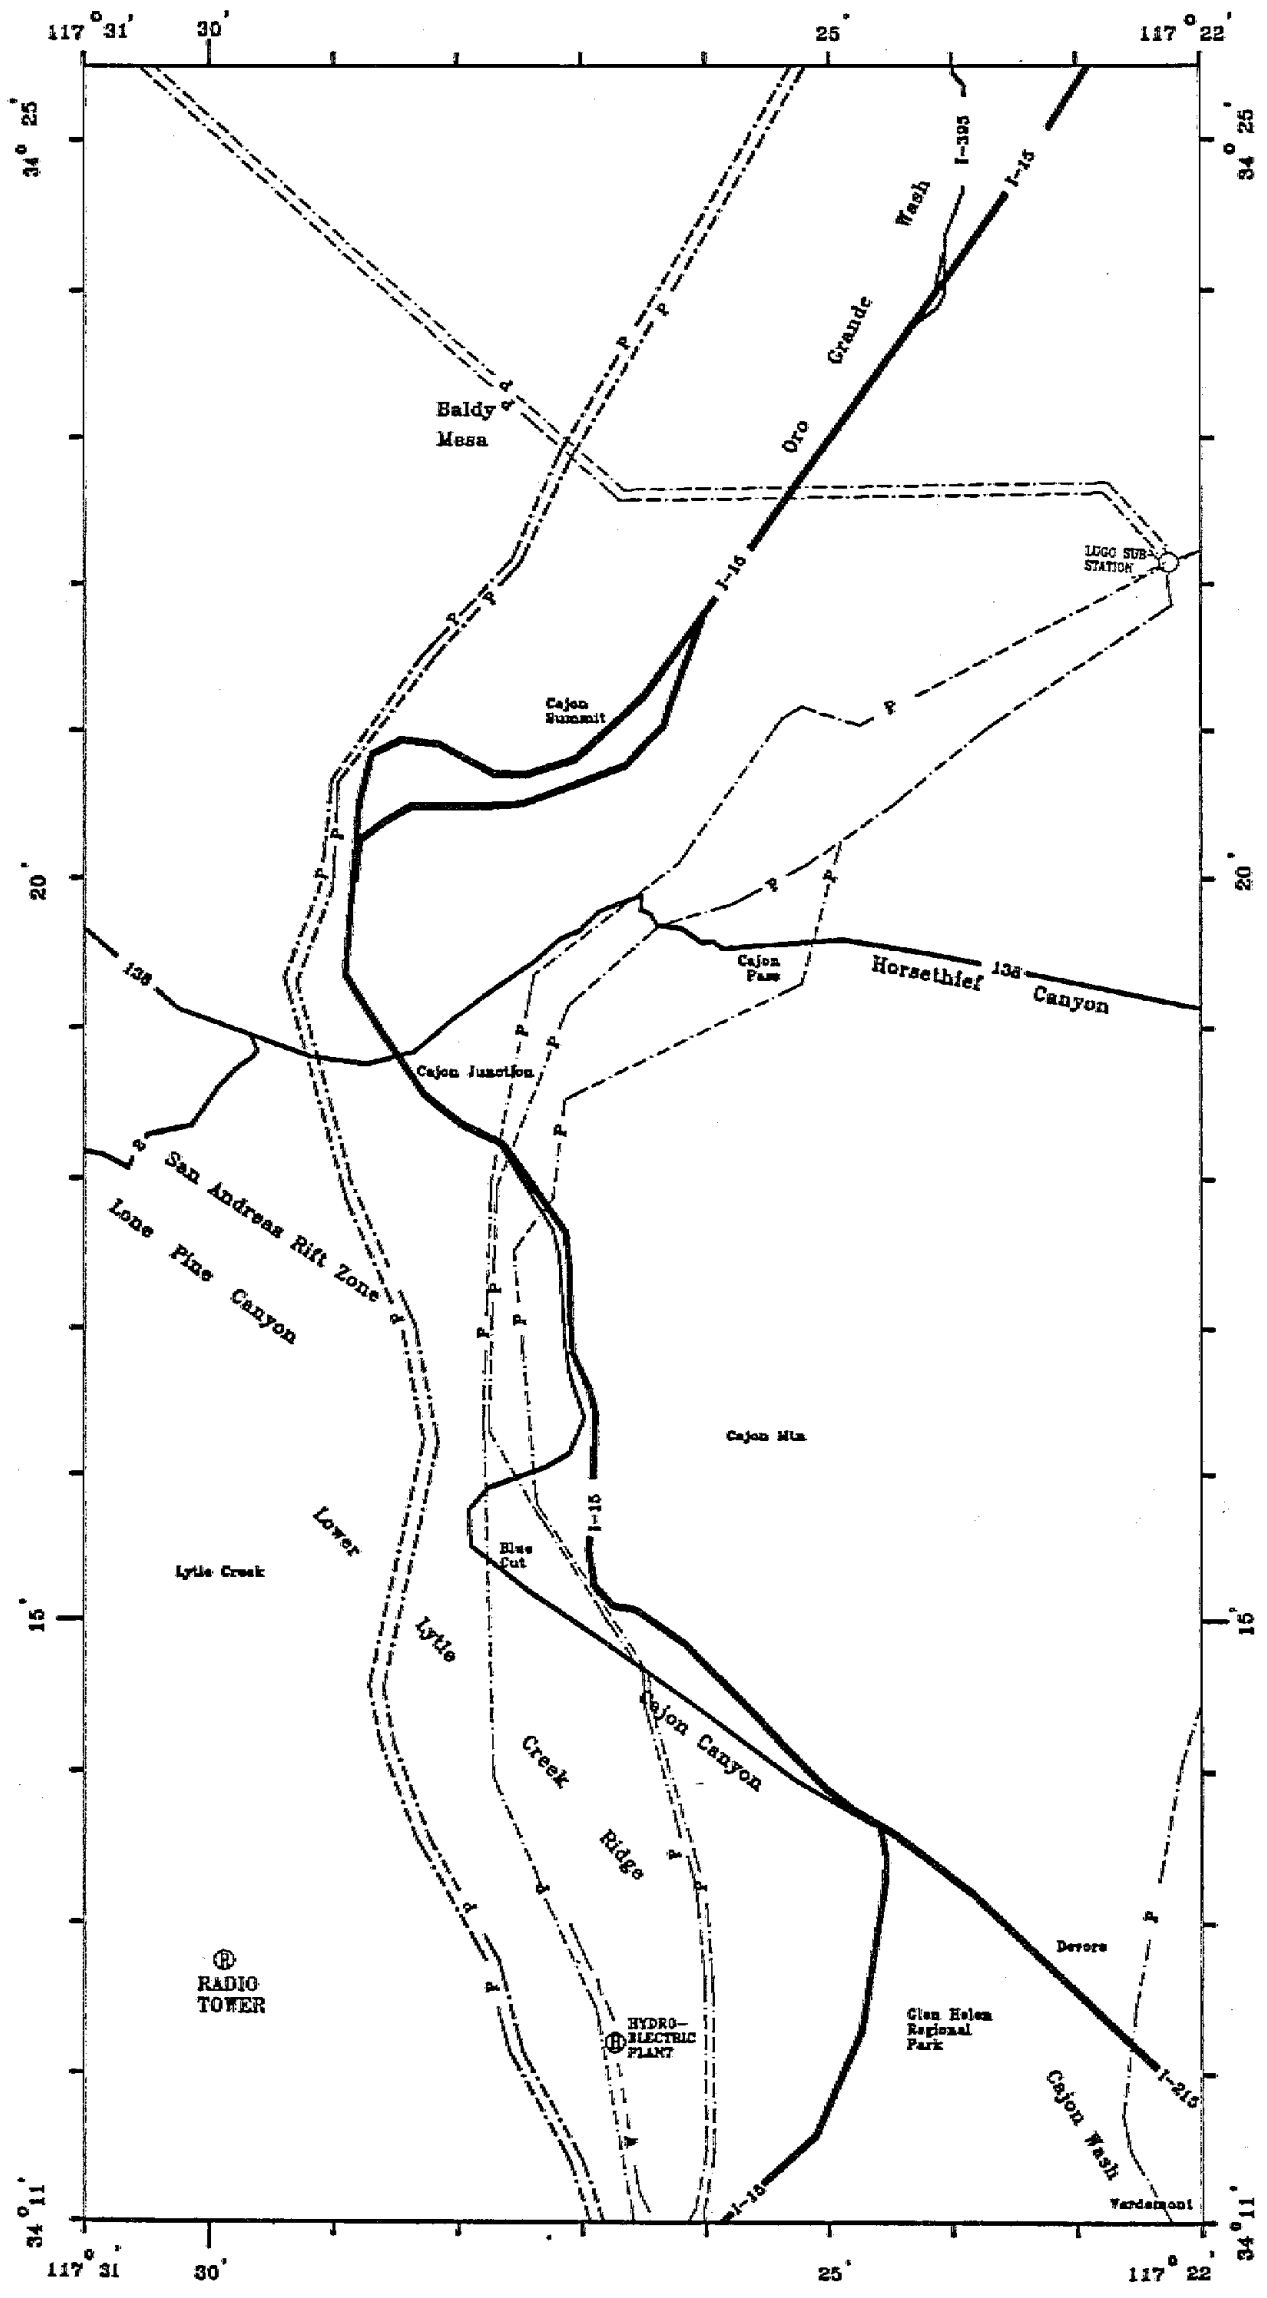 117° 31'
30'
25'
117° 22'
34° 25'
34° 25'
I-395
I-15
Wash
Grande
P
P
Baldy
Mesa
P
P
Oro
LUGO SUB-
STATION
I-15
P
P
Cajon
Summit
P
P
P
20'
20'
P
P
138
Cajon
Pass
Horsethief
Canyon
138
P
P
Cajon Junction
P
2
San Andreas Rift Zone
Lone Pine Canyon
P
P
P
P
Cajon Mtn
Lower
I-15
Blue
Cut
Lytle Creek
15'
15'
Lytle
Cajon Canyon
Creek
Ridge
P
P
P
P
P
Devore
P
RADIO
TOWER
H
HYDRO-
ELECTRIC
PLANT
Glen Helen
Regional
Park
I-215
Cajon Wash
I-15
Verdemont
34° 11'
34° 11'
117° 31'
30'
25'
117° 22'